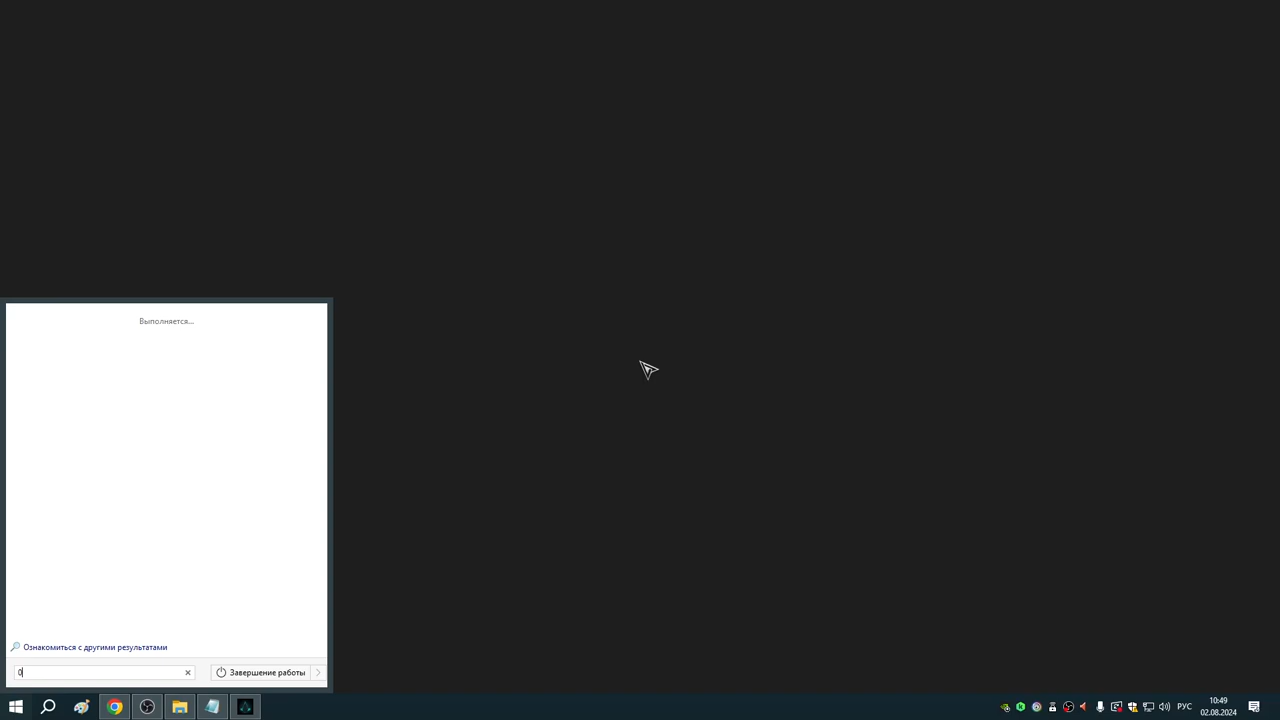 Выполняется...
Ознакомиться с другими результатами
0
Завершение работы
РУС
10:49
02.08.2024